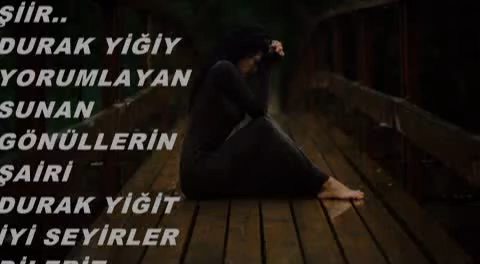 ŞİİR..
DURAK YİĞİY
YORUMLAYAN
SUNAN
GÖNÜLLERİN
ŞAİRİ
DURAK YİĞİT
İYİ SEYİRLER